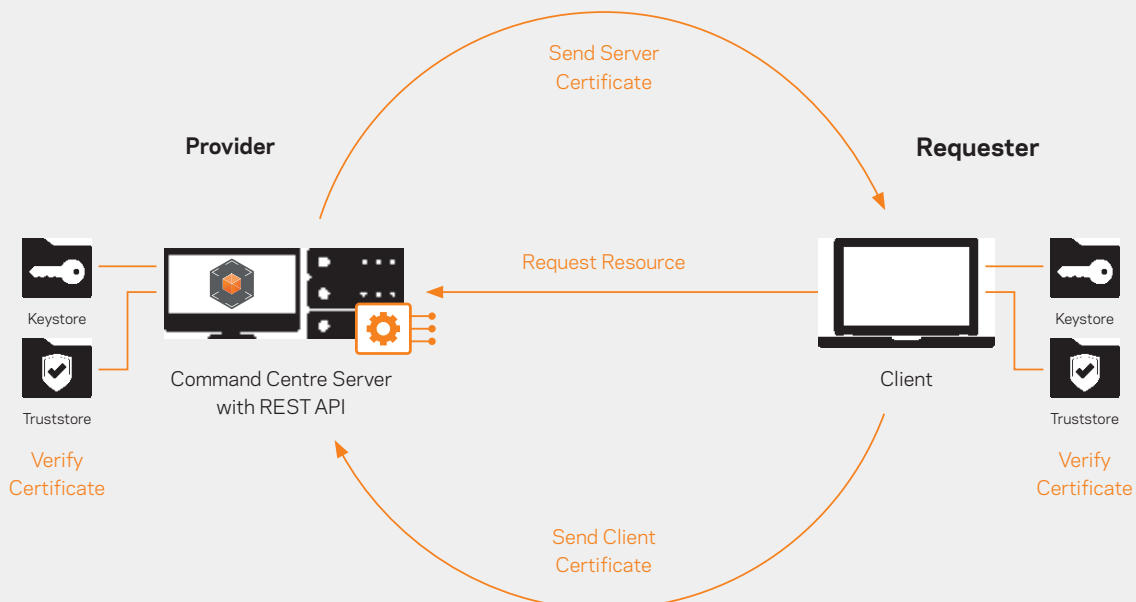 Send Server
Certificate
Provider
Requester
Request Resource
Keystore
Keystore
Command Centre Server
with REST API
Client
Truststore
Truststore
Verify
Certificate
Verify
Certificate
Send Client
Certificate